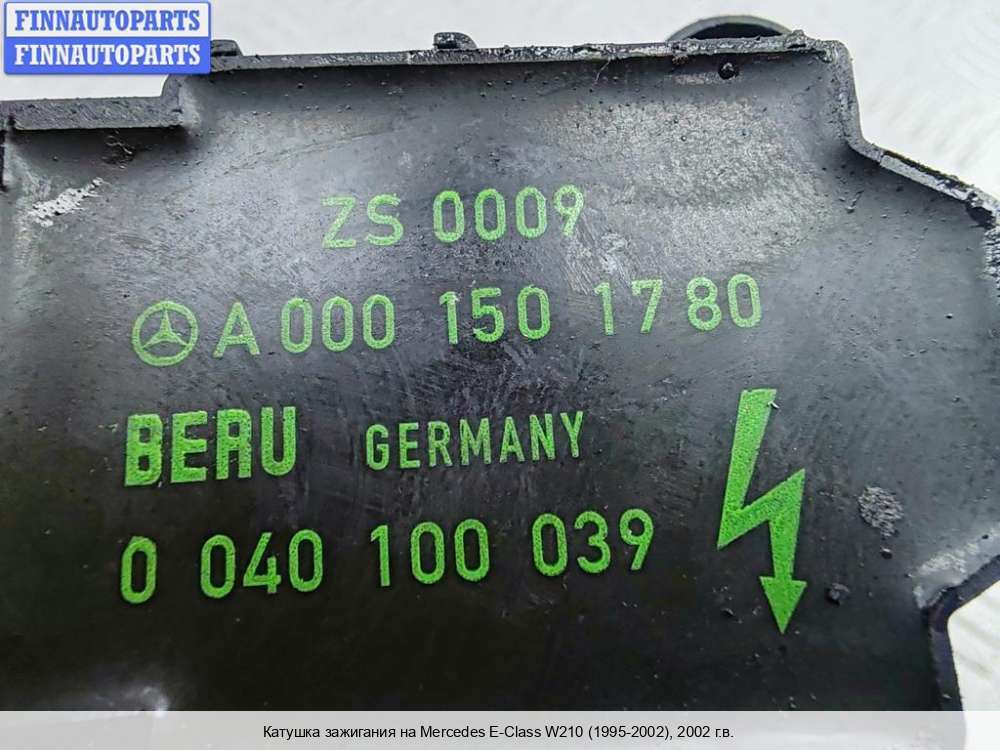 FINNAUTOPARTS
FINNAUTOPARTS
ZS 0009
A 000 150 17 80
BERU GERMANY
0 040 100 039
Катушка зажигания на Mercedes E-Class W210 (1995-2002), 2002 г.в.